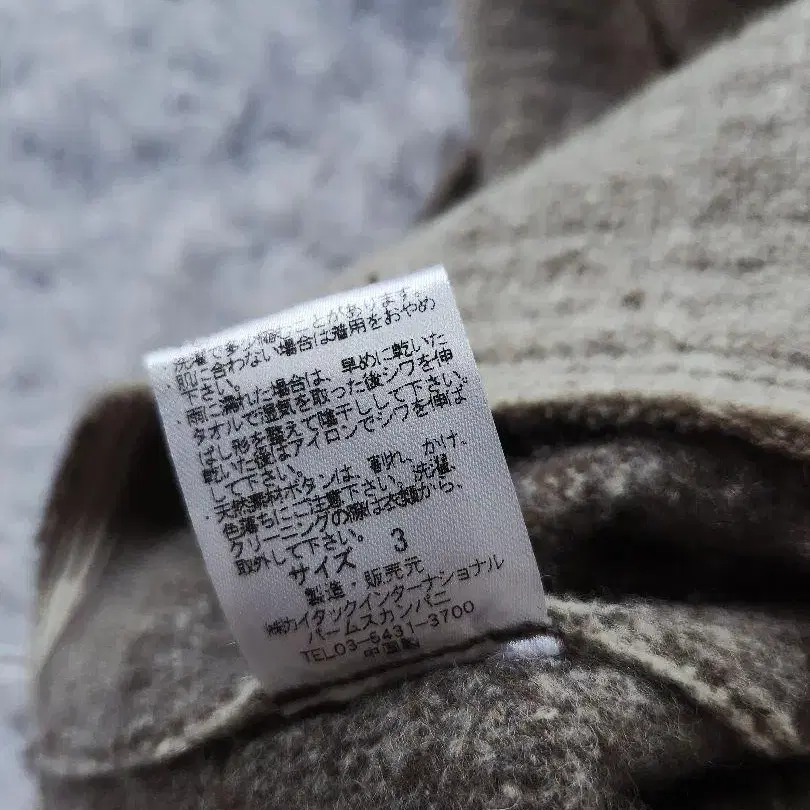 洗濯で多少縮むことがあります。
肌に合わない場合は着用をおやめ
下さい。
・雨に濡れた場合は、早めに乾いた
タオルで湿気を取った後シワを伸
ばし形を整えて陰干しして下さい。
乾いた後はアイロンでシワを伸ば
して下さい。
・天然素材ボタンは、割れ、かけ、
色落ちにご注意下さい。洗濯、
クリーニングの際は衣類から、
取外して下さい。
サイズ 3
製造・販売元
㈱カイタックインターナショナル
パームスカンパニー
TEL03-5431-3700
中国製